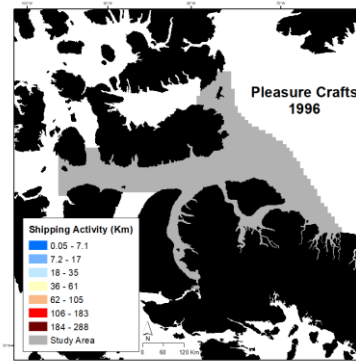 Pleasure Crafts
1996
Shipping Activity (Km)
0.05 - 7.1
7.2 - 17
18 - 35
36 - 61
62 - 105
106 - 183
184 - 288
Study Area
N
0
60
120 Km